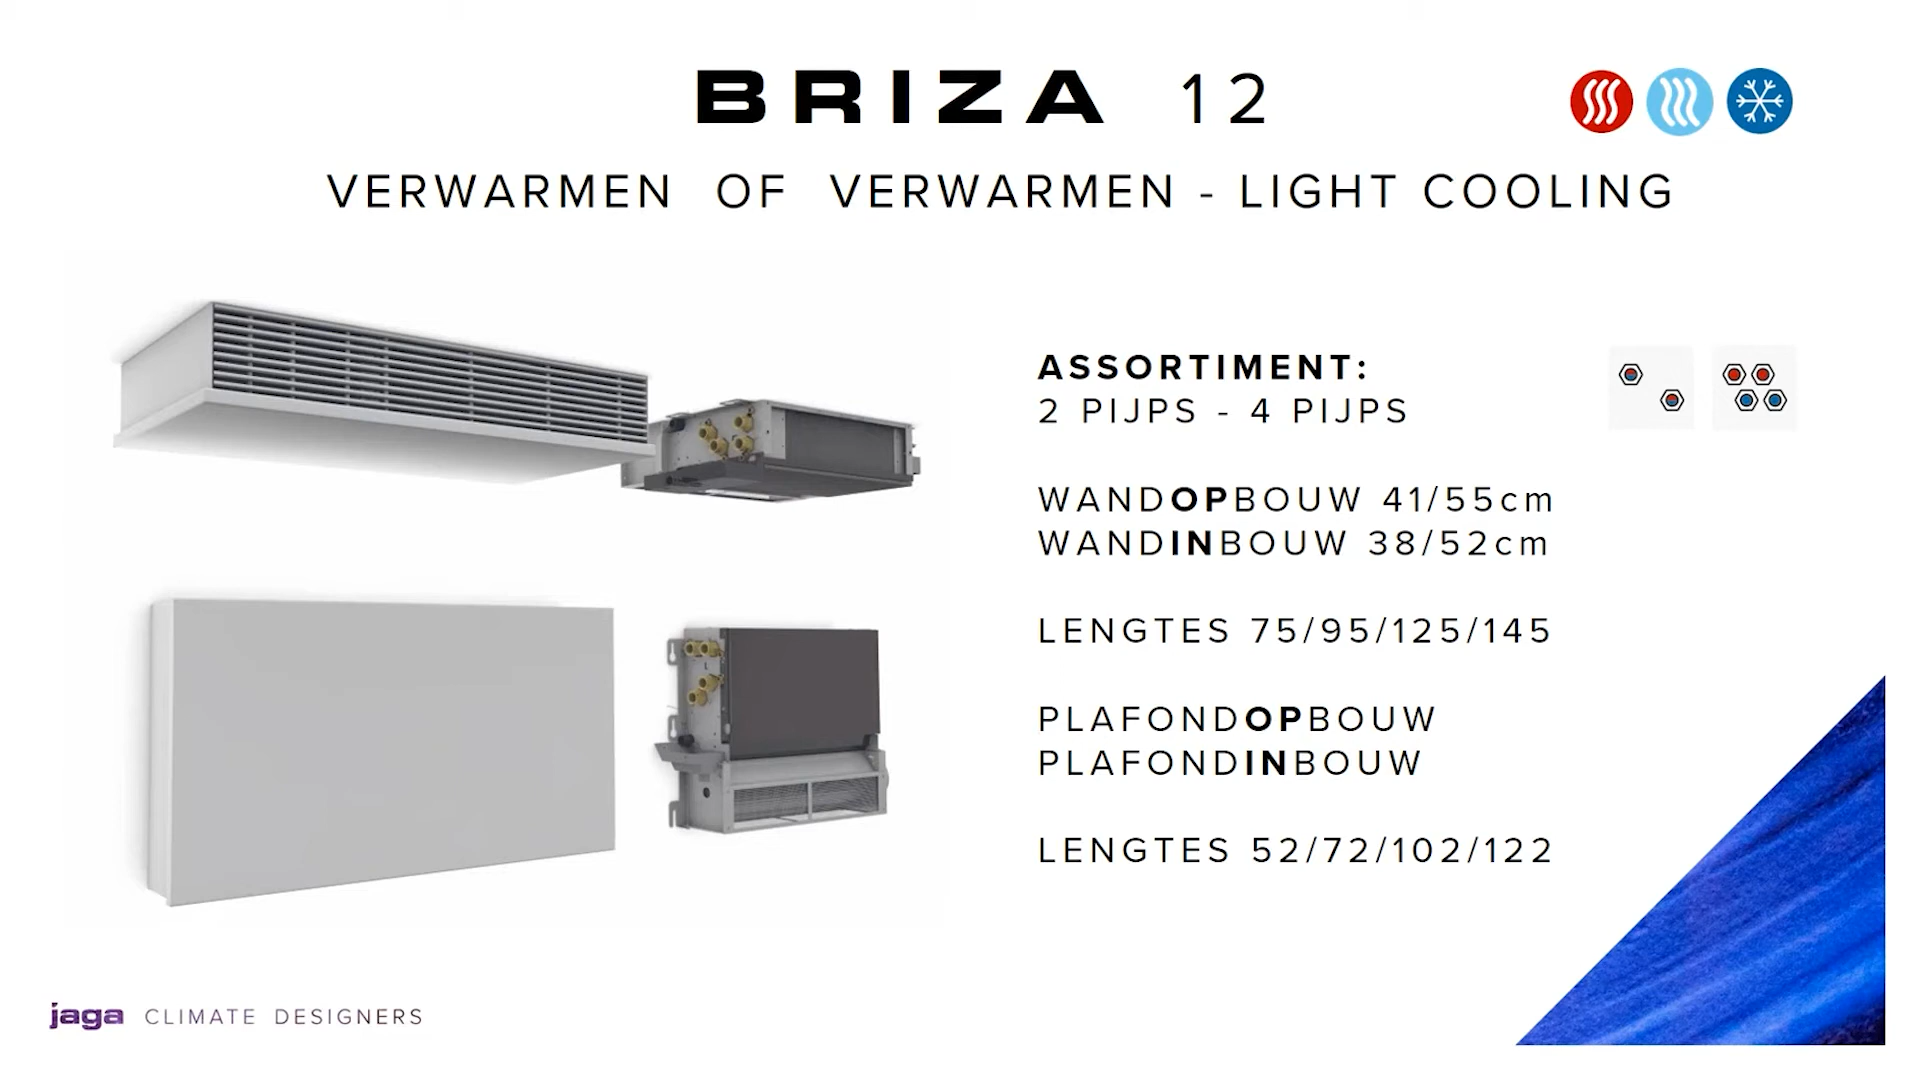 BRIZA 12
VERWARMEN OF VERWARMEN - LIGHT COOLING
ASSORTIMENT:
2 PIJPS - 4 PIJPS
WANDOPBOUW 41/55cm
WANDINBOUW 38/52cm
LENGTES 75/95/125/145
PLAFONDOPBOUW
PLAFONDINBOUW
LENGTES 52/72/102/122
jaga CLIMATE DESIGNERS